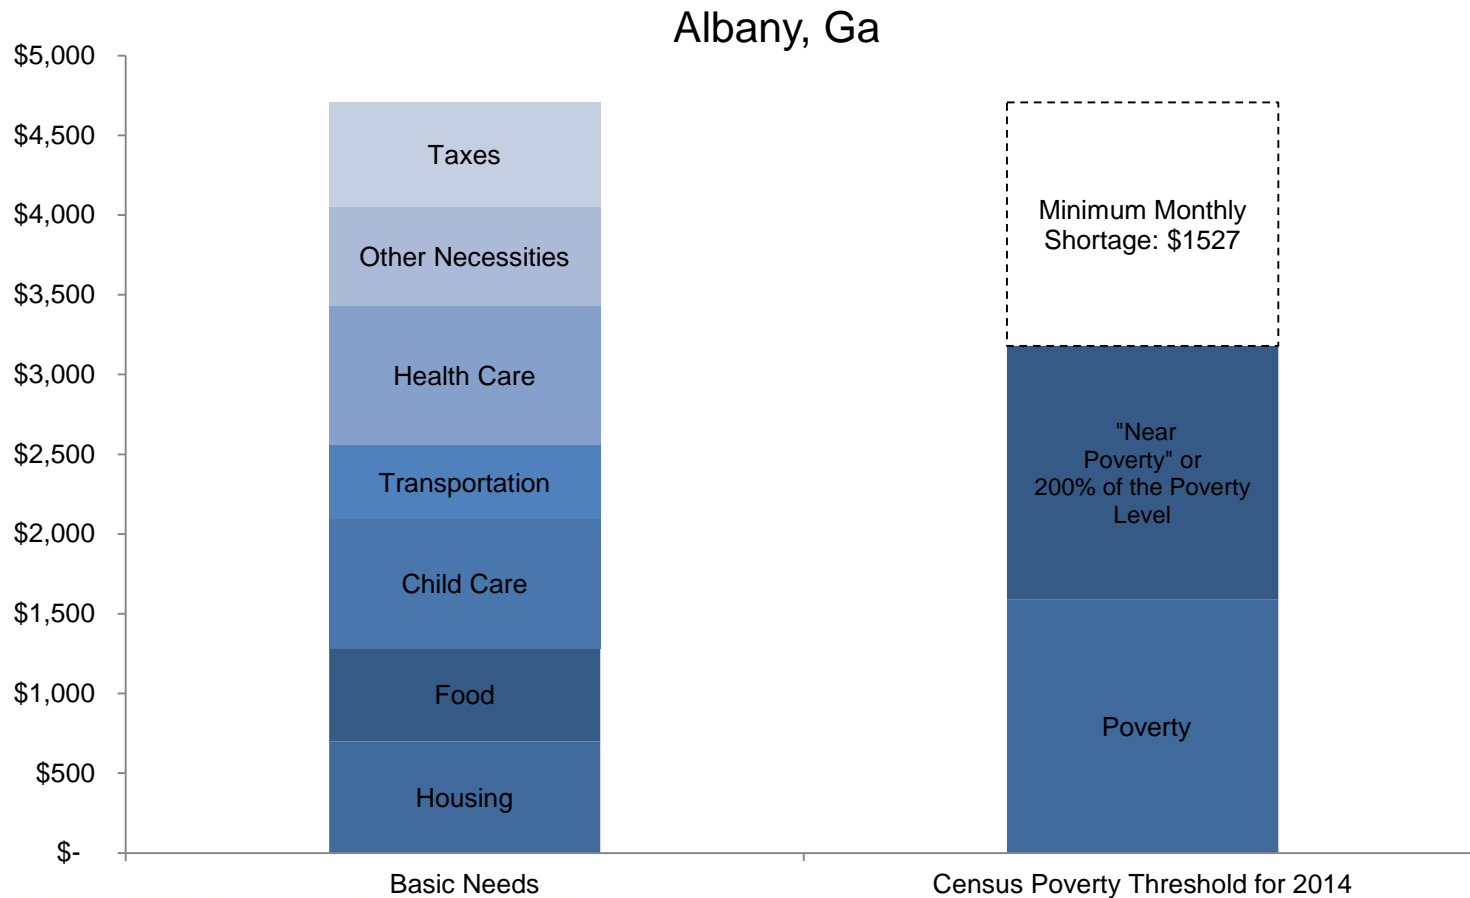 Albany, Ga
$5,000
$4,500
$4,000
$3,500
$3,000
$2,500
$2,000
$1,500
$1,000
$500
$-
Taxes
Other Necessities
Health Care
Transportation
Child Care
Food
Housing
Minimum Monthly
Shortage: $1527
"Near
Poverty" or
200% of the Poverty
Level
Poverty
Basic Needs
Census Poverty Threshold for 2014